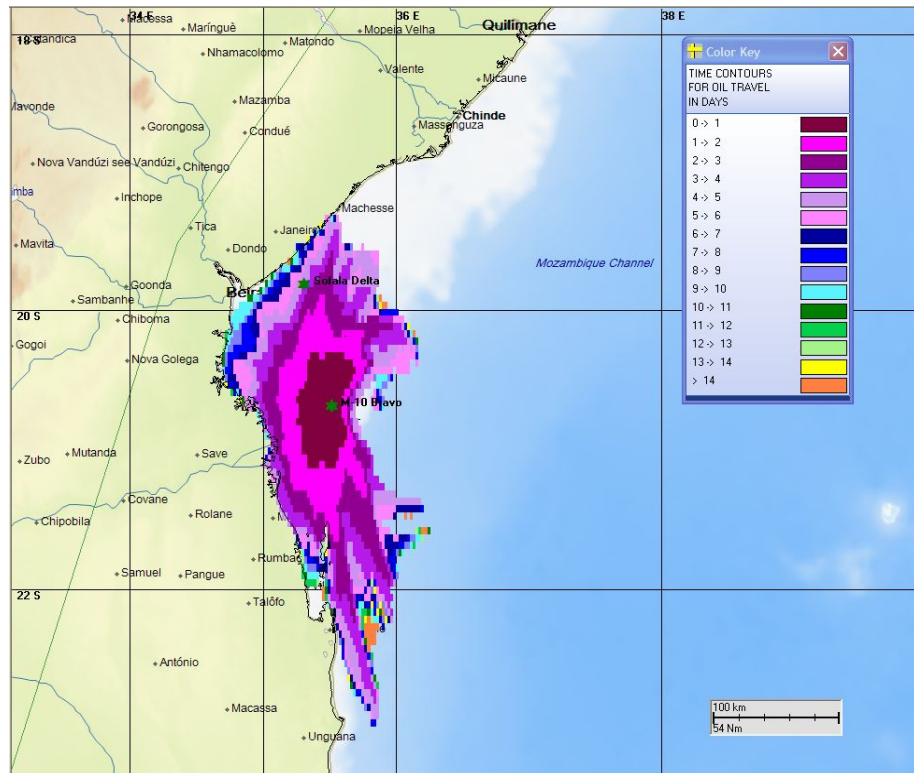 34 E
36 E
38 E
Macossa
Maríngùè
Mopeia Velha
Quilimane
18 S
Matondo
Nhamacolomo
Valente
Micaune
Mazamba
Chinde
Gorongosa
Condué
Nova Vandúzi see Vandúzi
Chitengo
Inchope
Machesse
Tica
Janeiro
Mavita
Dondo
Mozambique Channel
Goonda
Sofala Delta
Sambanhe
20 S
Chiboma
Gogoi
Nova Golega
M-10 Bravo
Mutanda
Save
Zubo
Covane
Chipobila
Rolane
Samuel
Pangue
22 S
Talôfo
António
Macassa
Unguana
Color Key
TIME CONTOURS
FOR OIL TRAVEL
IN DAYS
0 -> 1
1 -> 2
2 -> 3
3 -> 4
4 -> 5
5 -> 6
6 -> 7
7 -> 8
8 -> 9
9 -> 10
10 -> 11
11 -> 12
12 -> 13
13 -> 14
> 14
100 km
54 Nm